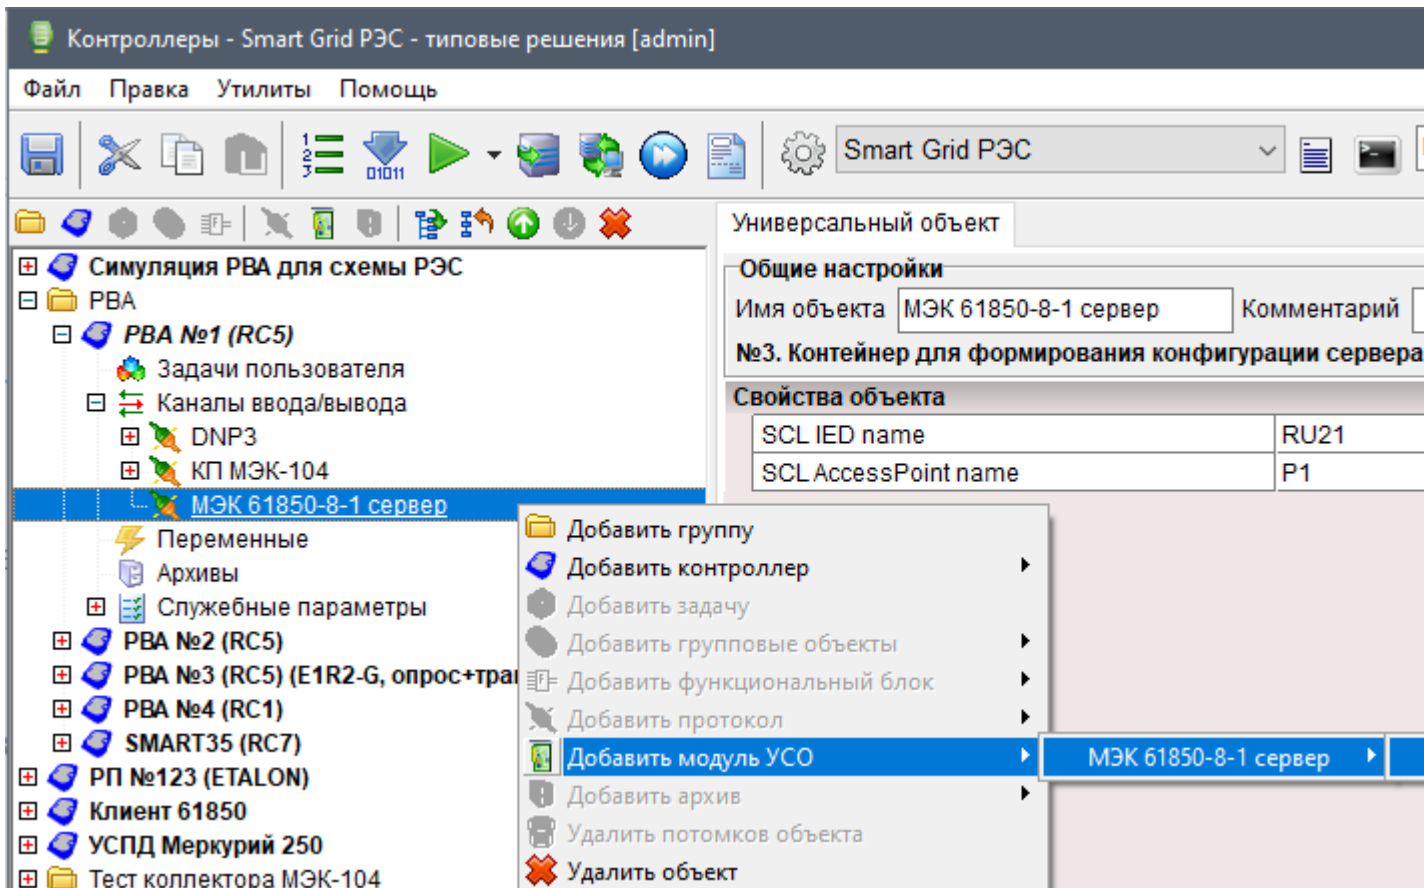 Контроллеры - Smart Grid РЭС - типовые решения [admin]
Файл Правка Утилиты Помощь
1
2
3
01011
Smart Grid РЭС
Универсальный объект
Симуляция РВА для схемы РЭС
РВА
РВА №1 (RC5)
Задачи пользователя
Каналы ввода/вывода
DNP3
КП МЭК-104
МЭК 61850-8-1 сервер
Переменные
Архивы
Служебные параметры
РВА №2 (RC5)
РВА №3 (RC5) (E1R2-G, опрос+тран
РВА №4 (RC1)
SMART35 (RC7)
РП №123 (ETALON)
Клиент 61850
УСПД Меркурий 250
Тест коллектора МЭК-104
Общие настройки
Имя объекта МЭК 61850-8-1 сервер Комментарий
№3. Контейнер для формирования конфигурации сервера
Свойства объекта
SCL IED name RU21
SCL AccessPoint name P1
Добавить группу
Добавить контроллер
Добавить задачу
Добавить групповые объекты
Добавить функциональный блок
Добавить протокол
Добавить модуль УСО
МЭК 61850-8-1 сервер
Добавить архив
Удалить потомков объекта
Удалить объект